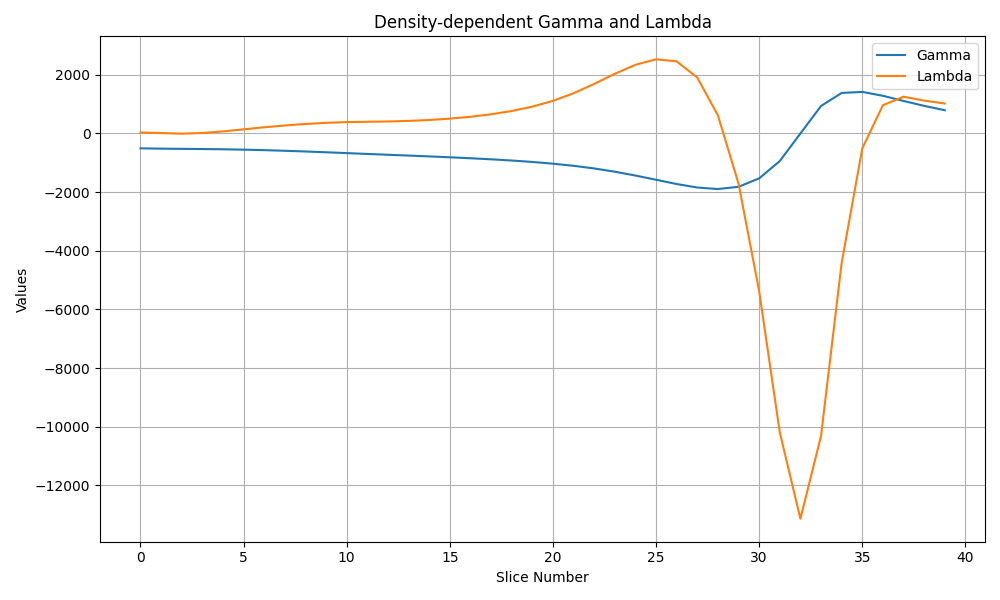 Density-dependent Gamma and Lambda
Gamma
Lambda
Values
2000
0
−2000
−4000
−6000
−8000
−10000
−12000
0 5 10 15 20 25 30 35 40
Slice Number